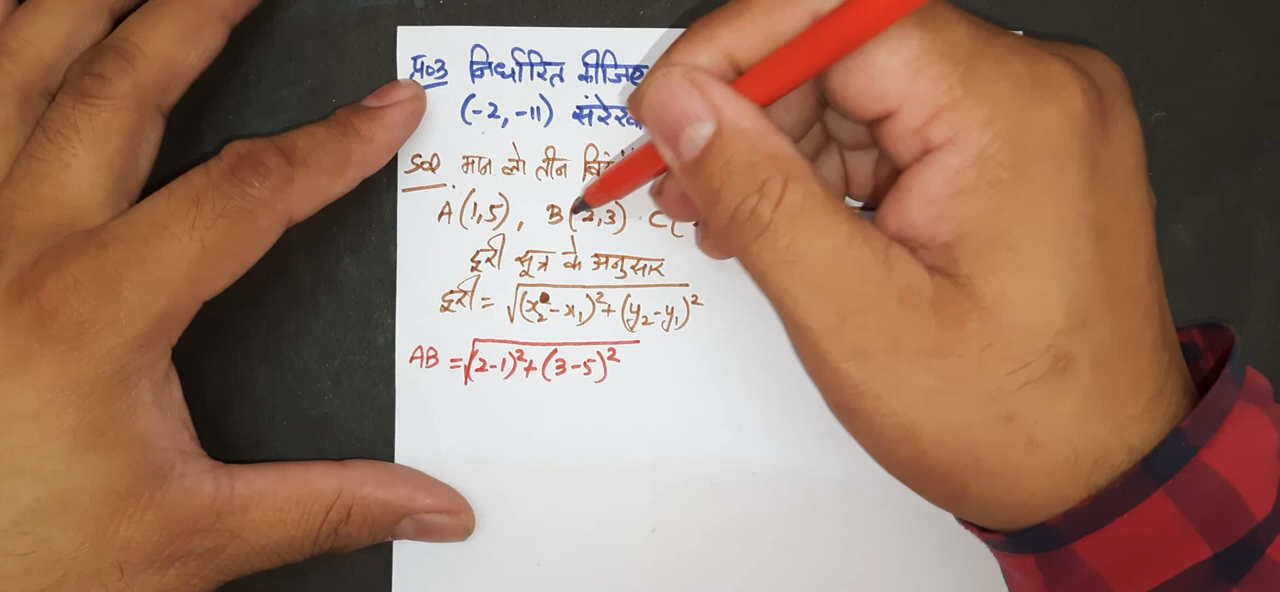 प्र०3 निर्धारित कीजिए
(-2, -11) संरेख
Sol मान लो तीन
A(1,5), B(2,3) C(
दूरी सूत्र के अनुसार
दूरी = √(x₂-x₁)²+(y₂-y₁)²
AB = √(2-1)²+(3-5)²